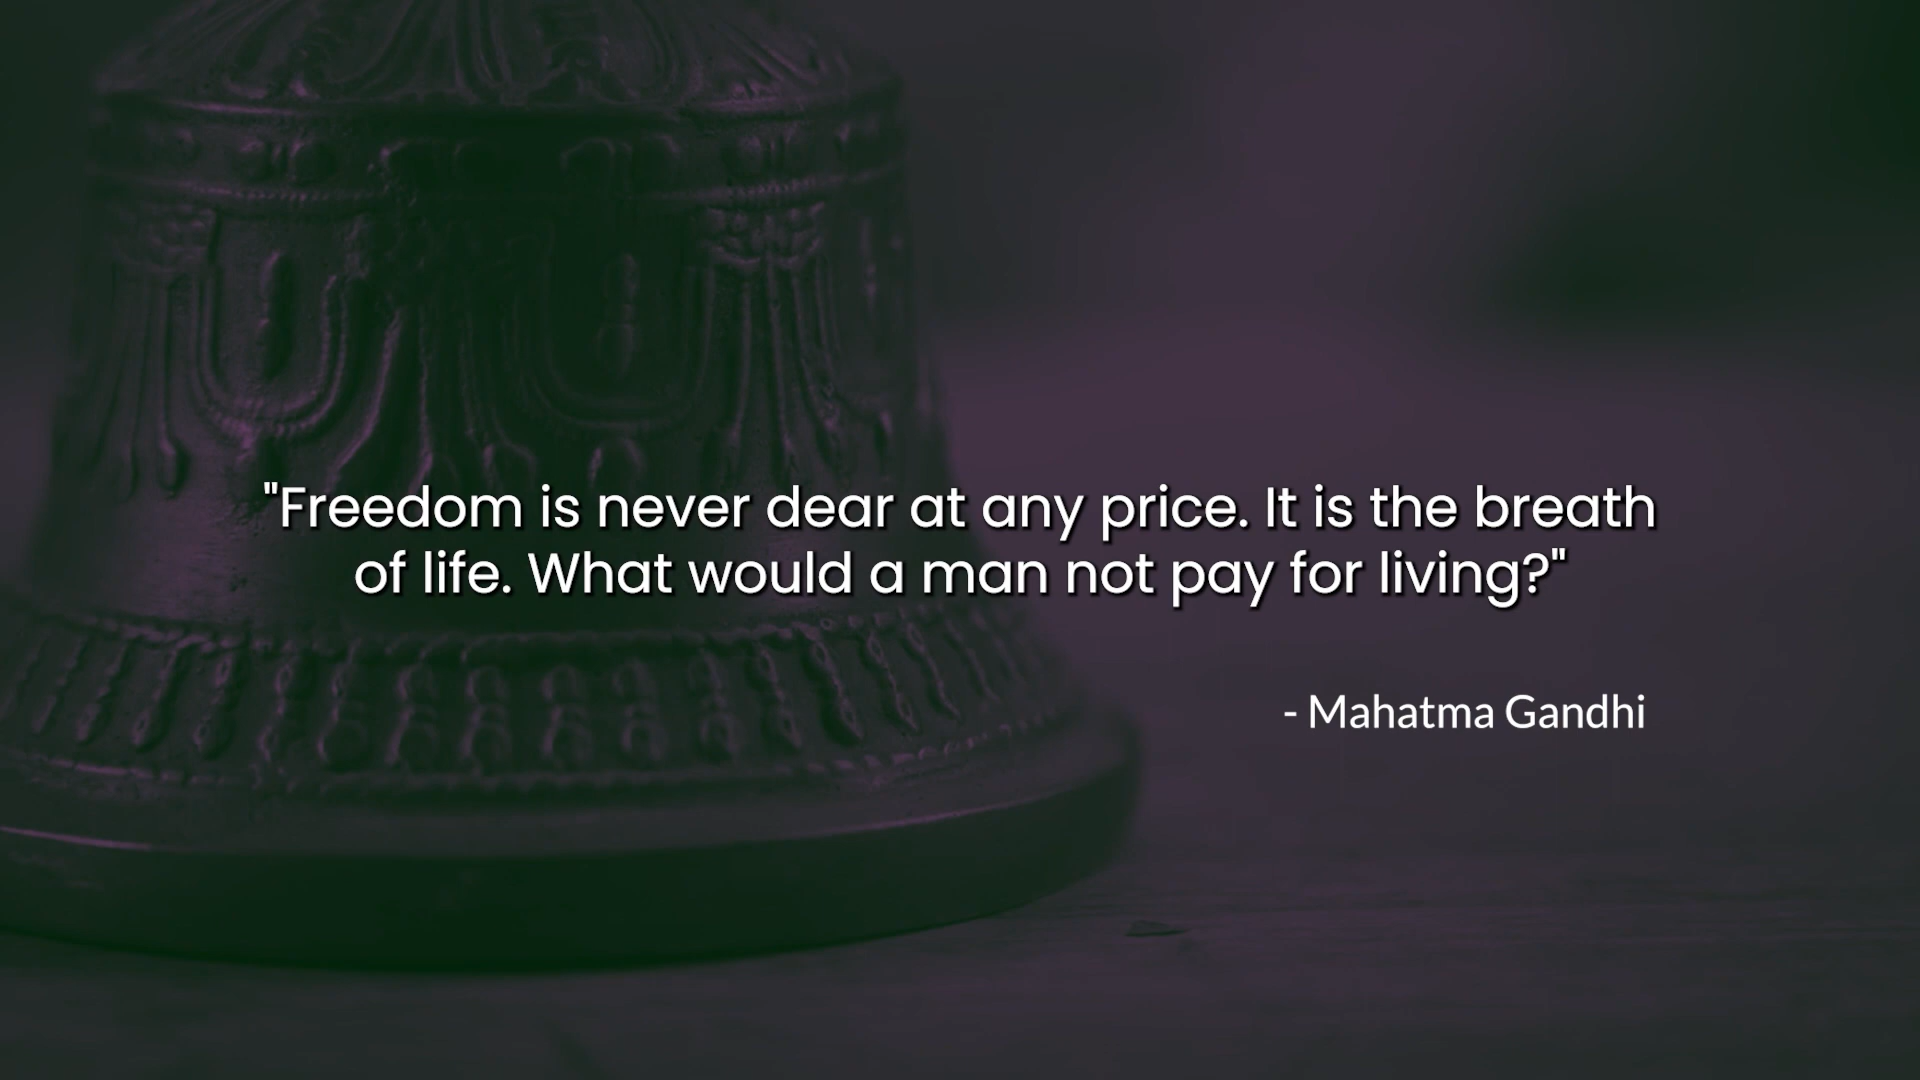 "Freedom is never dear at any price. It is the breath
of life. What would a man not pay for living?"
- Mahatma Gandhi